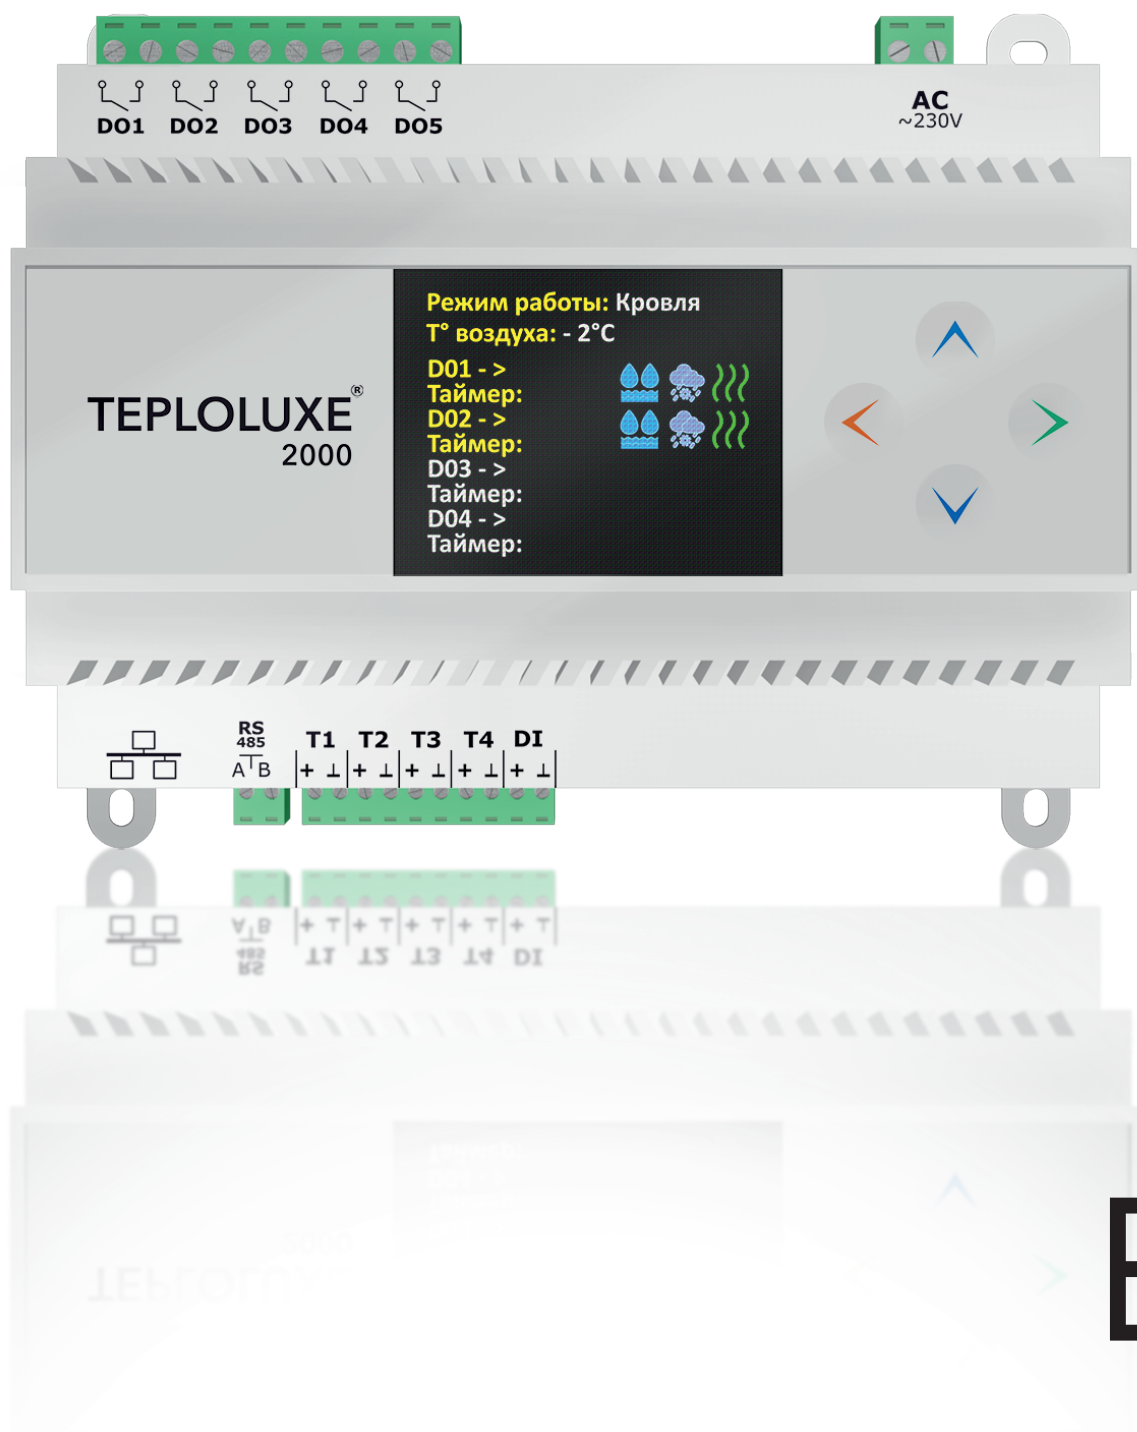 DO1 DO2 DO3 DO4 DO5
AC
~230V
Режим работы: Кровля
T° воздуха: - 2°C
D01 - >
Таймер:
D02 - >
Таймер:
D03 - >
Таймер:
D04 - >
Таймер:
TEPLOLUXE®
2000
RS
485
A B
T1 T2 T3 T4 DI
+ ⊥ + ⊥ + ⊥ + ⊥ + ⊥